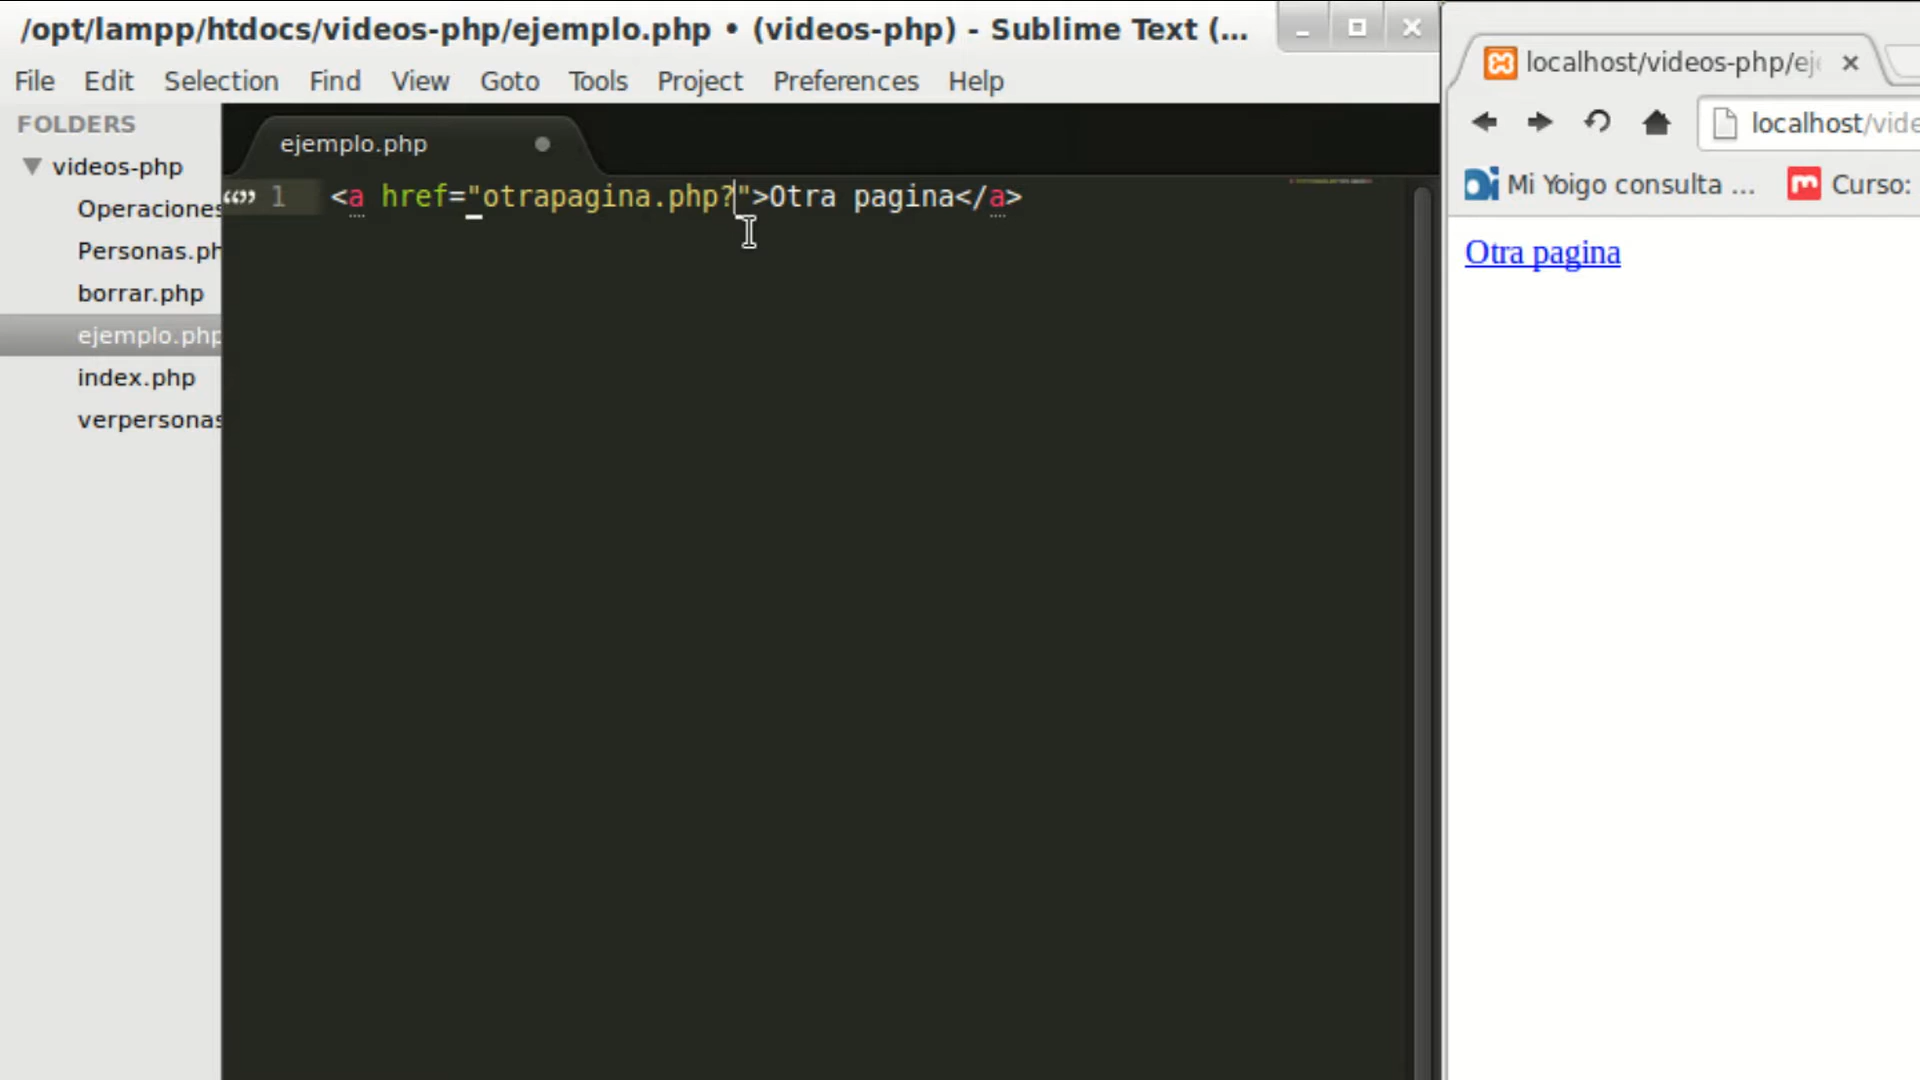 /opt/lampp/htdocs/videos-php/ejemplo.php • (videos-php) - Sublime Text (...
File Edit Selection Find View Goto Tools Project Preferences Help
FOLDERS
videos-php
Operaciones
Personas.ph
borrar.php
ejemplo.php
index.php
verpersonas
ejemplo.php
1 <a href="otrapagina.php?">Otra pagina</a>
localhost/videos-php/eje
localhost/vide
Mi Yoigo consulta ...
Curso:
Otra pagina